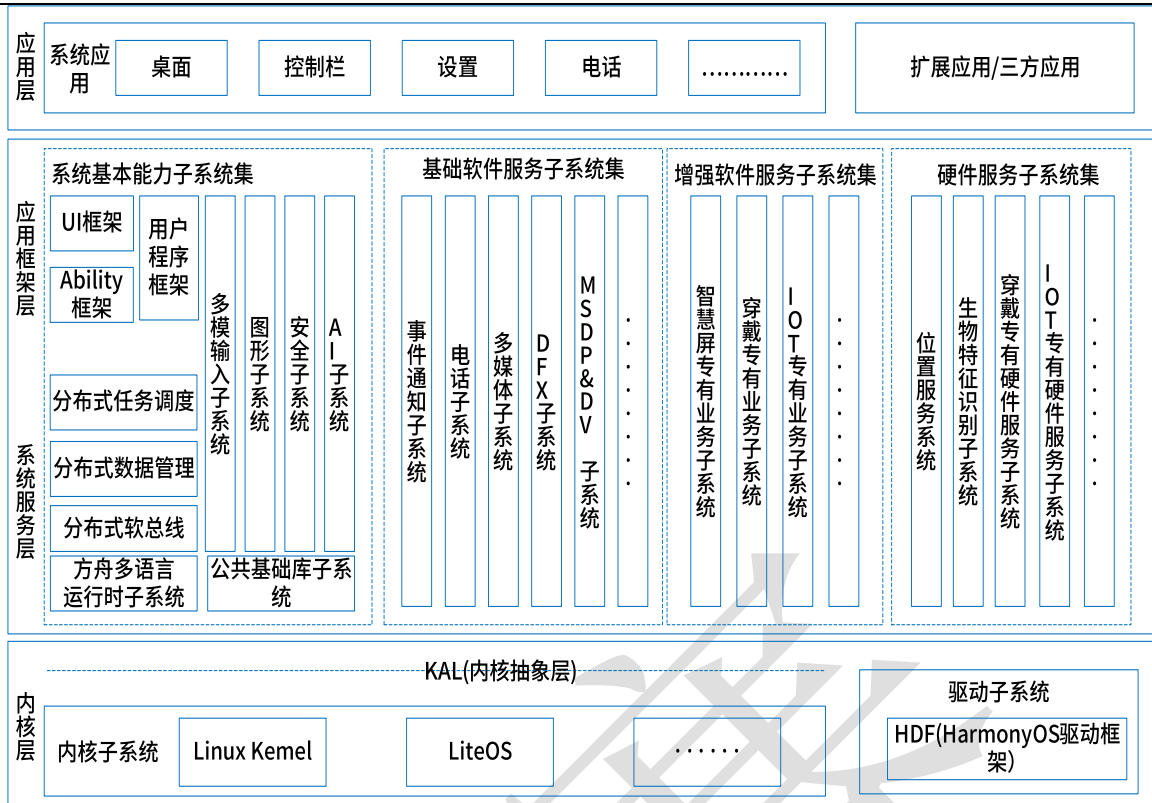 应用层
系统应
用
桌面
控制栏
设置
电话
…………
扩展应用/三方应用
应用框架层
系统服务层
系统基本能力子系统集
UI框架
Ability
框架
用户
程序
框架
分布式任务调度
分布式数据管理
分布式软总线
方舟多语言
运行时子系统
多模输入子系统
图形子系统
安全子系统
AI子系统
公共基础库子系
统
基础软件服务子系统集
事件通知子系统
电话子系统
多媒体子系统
DFX子系统
MSDP&DV 子系统
.........
增强软件服务子系统集
智慧屏专有业务子系统
穿戴专有业务子系统
IOT专有业务子系统
.........
硬件服务子系统集
位置服务系统
生物特征识别子系统
穿戴专有硬件服务子系统
IOT专有硬件服务子系统
.........
内核层
KAL(内核抽象层)
内核子系统
Linux Kemel
LiteOS
······
驱动子系统
HDF(HarmonyOS驱动框
架）